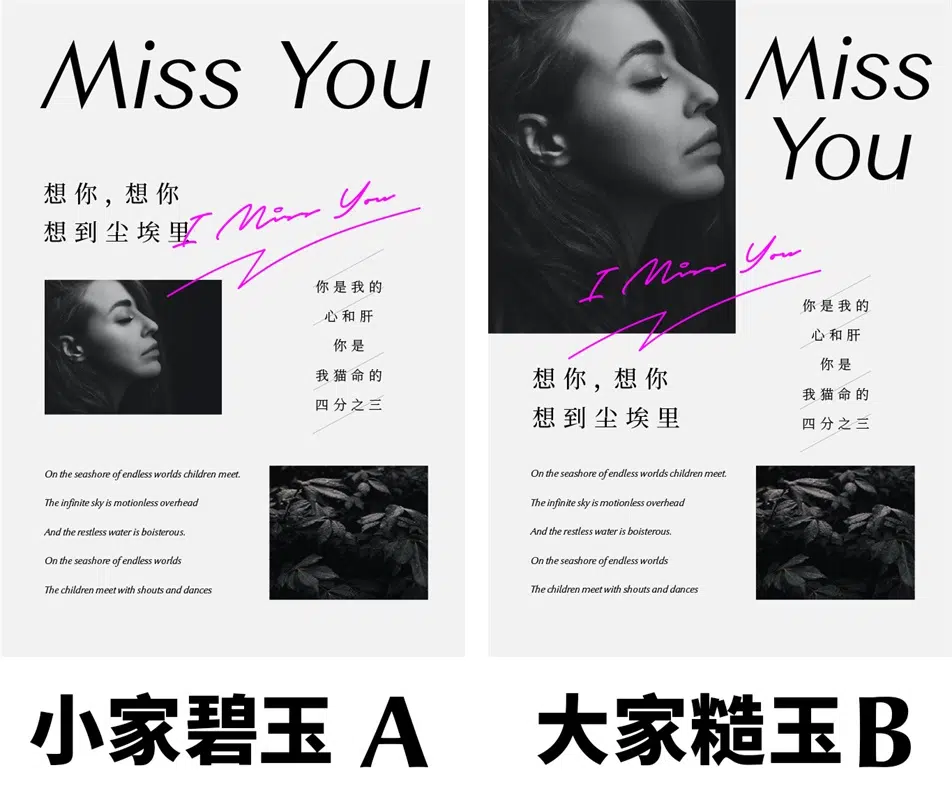 Miss You
想你，想你
想到尘埃里
I Miss You
你是我的
心和肝
你是
我猫命的
四分之三
On the seashore of endless worlds children meet.
The infinite sky is motionless overhead
And the restless water is boisterous.
On the seashore of endless worlds
The children meet with shouts and dances
小家碧玉 A
Miss
You
I Miss You
你是我的
心和肝
你是
我猫命的
四分之三
想你，想你
想到尘埃里
On the seashore of endless worlds children meet.
The infinite sky is motionless overhead
And the restless water is boisterous.
On the seashore of endless worlds
The children meet with shouts and dances
大家糙玉 B